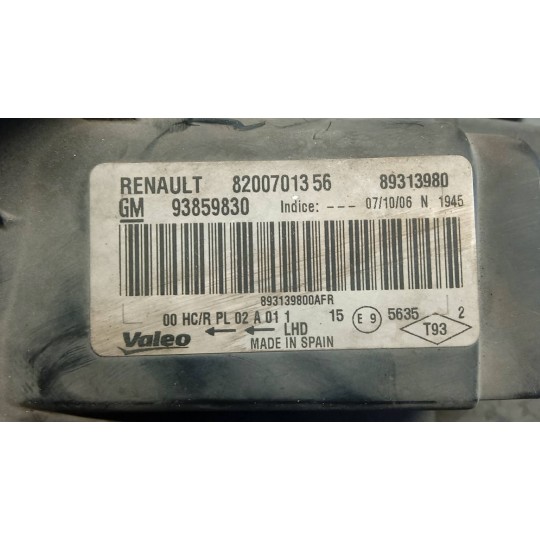 RENAULT 8200701356 89313980
GM 93859830 Indice: --- 07/10/06 N 1945
893139800AFR
00 HC/R PL 02 A 01 1 15 E 9 5635 2
Valeo LHD T93
MADE IN SPAIN